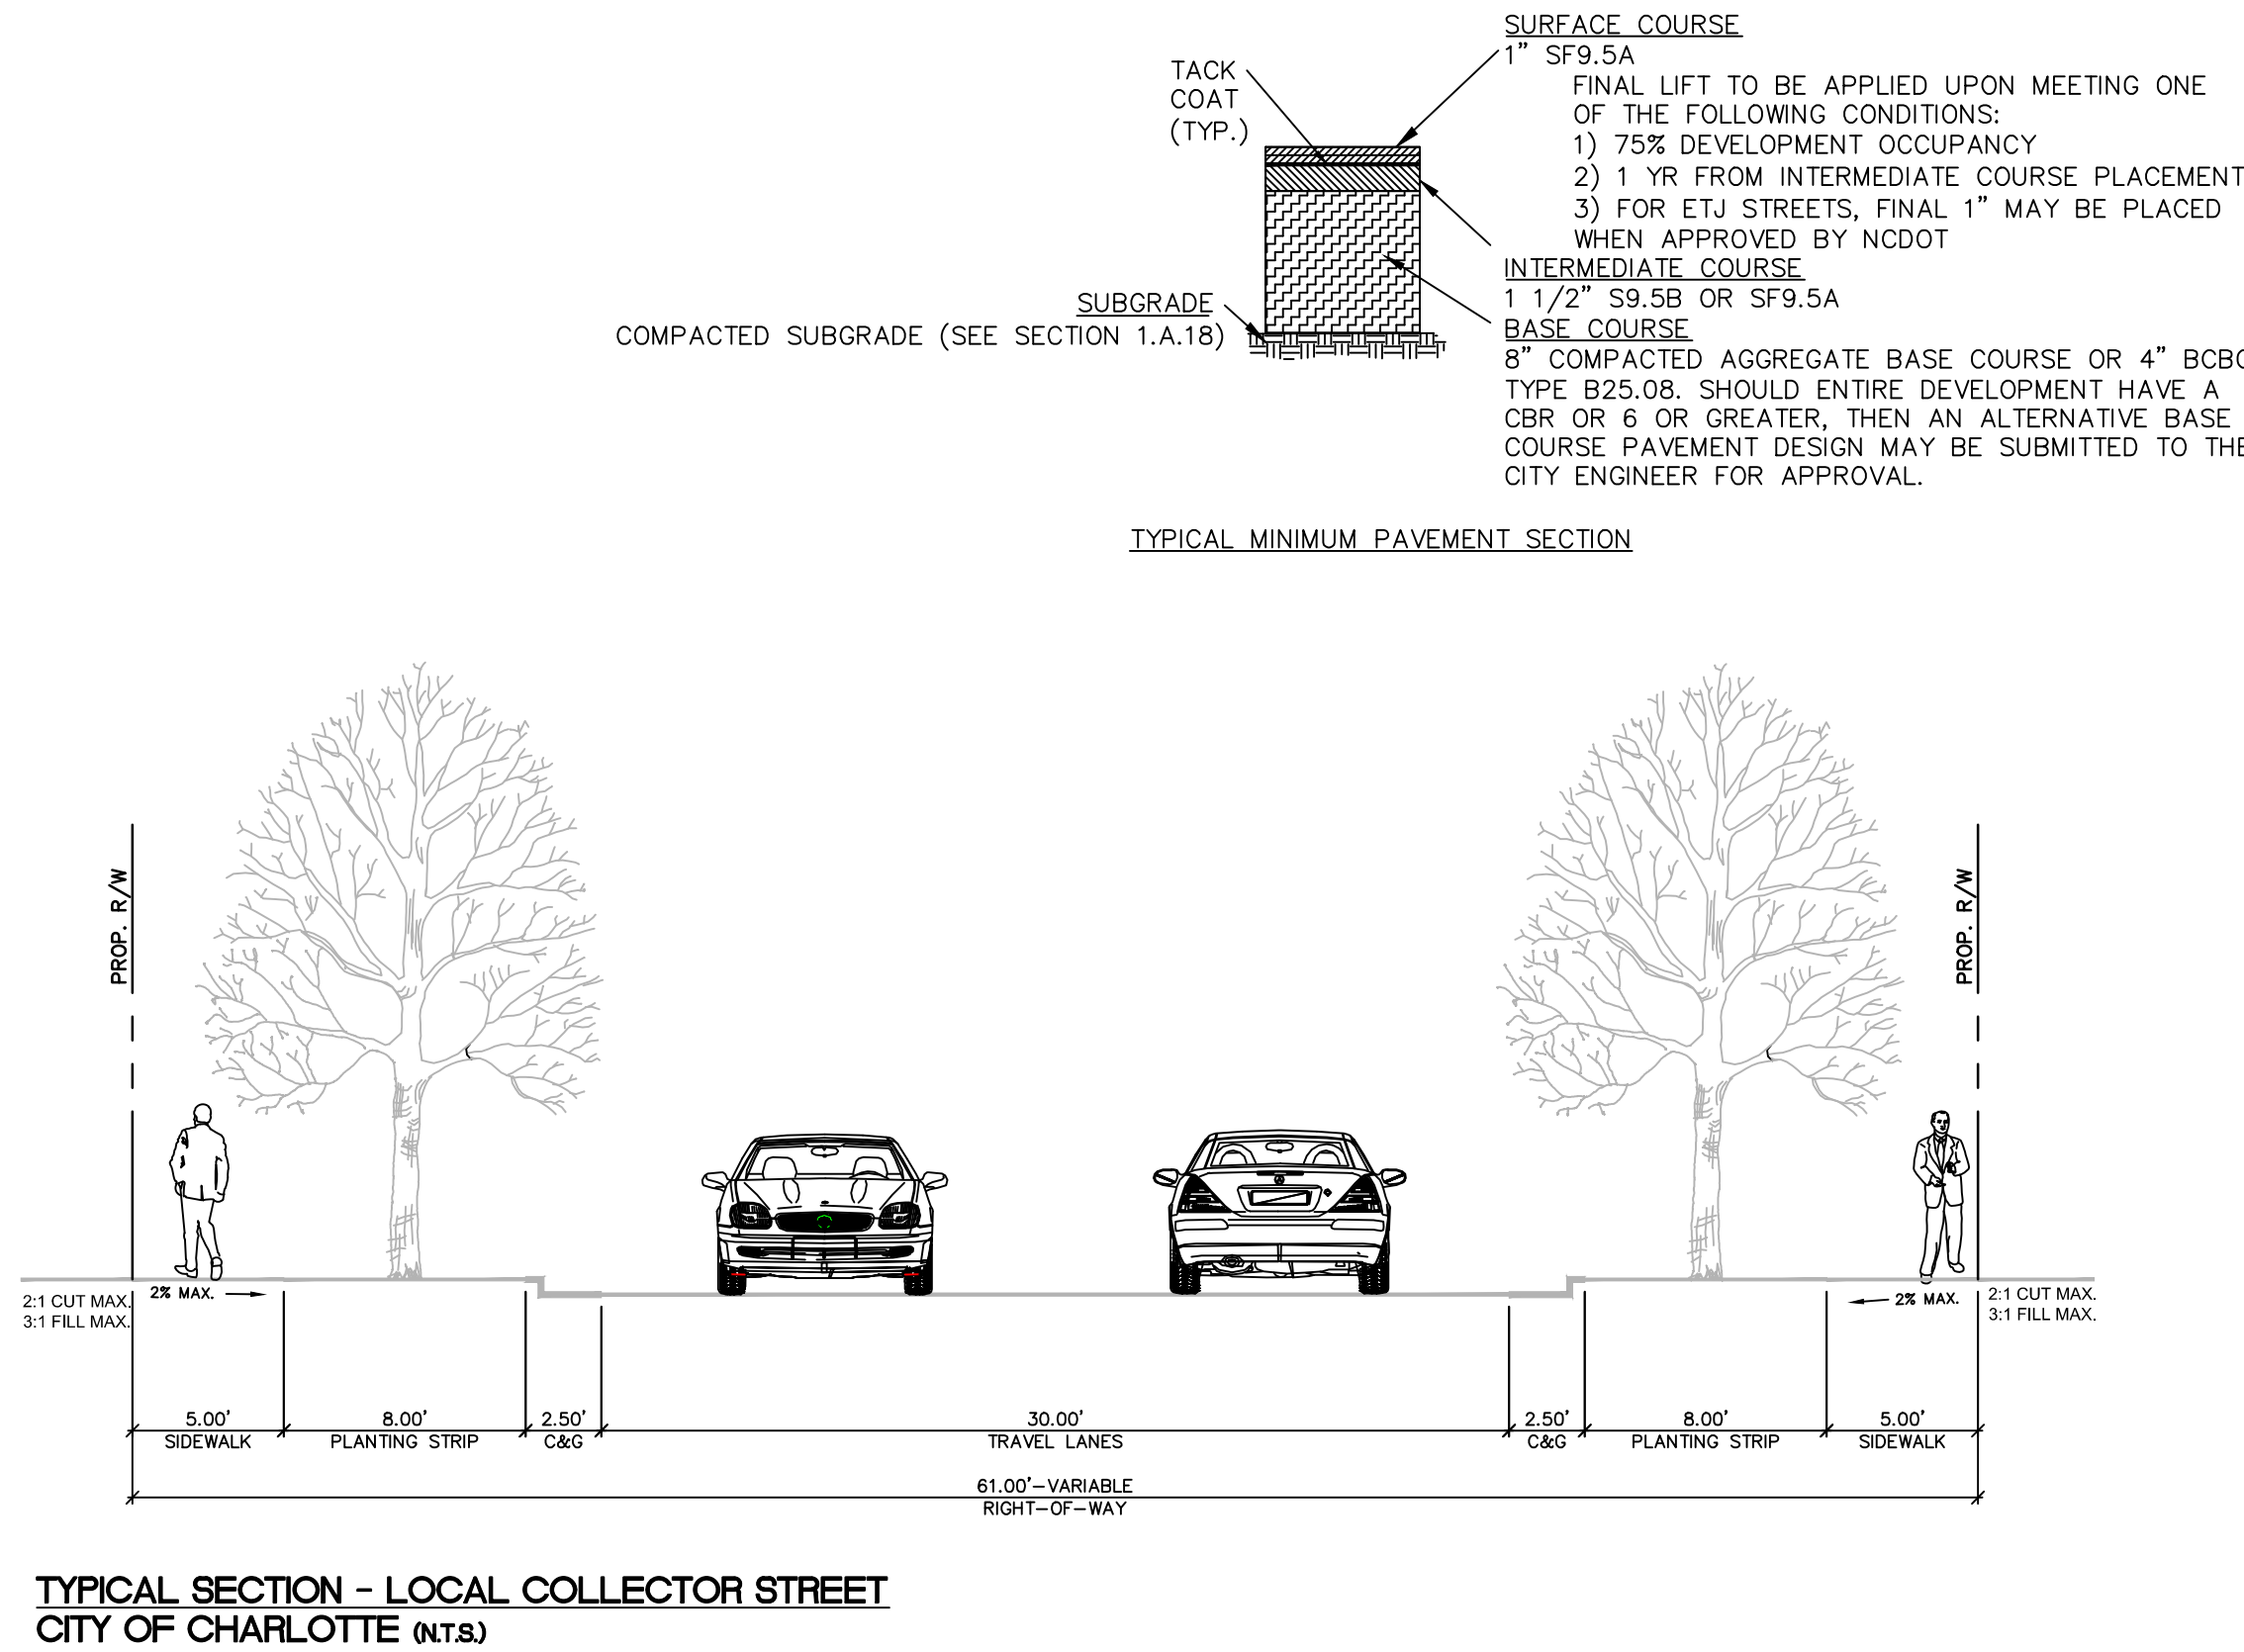 SURFACE COURSE
1” SF9.5A
FINAL LIFT TO BE APPLIED UPON MEETING ONE
OF THE FOLLOWING CONDITIONS:
1) 75% DEVELOPMENT OCCUPANCY
2) 1 YR FROM INTERMEDIATE COURSE PLACEMENT
3) FOR ETJ STREETS, FINAL 1” MAY BE PLACED
WHEN APPROVED BY NCDOT
TACK
COAT
(TYP.)
INTERMEDIATE COURSE
1 1/2” S9.5B OR SF9.5A
SUBGRADE
COMPACTED SUBGRADE (SEE SECTION 1.A.18)
BASE COURSE
8” COMPACTED AGGREGATE BASE COURSE OR 4” BCBC
TYPE B25.08. SHOULD ENTIRE DEVELOPMENT HAVE A
CBR OR 6 OR GREATER, THEN AN ALTERNATIVE BASE
COURSE PAVEMENT DESIGN MAY BE SUBMITTED TO THE
CITY ENGINEER FOR APPROVAL.
TYPICAL MINIMUM PAVEMENT SECTION
PROP. R/W
PROP. R/W
2:1 CUT MAX.
3:1 FILL MAX.
2% MAX.
2% MAX.
2:1 CUT MAX.
3:1 FILL MAX.
5.00'
SIDEWALK
8.00'
PLANTING STRIP
2.50'
C&G
30.00'
TRAVEL LANES
2.50'
C&G
8.00'
PLANTING STRIP
5.00'
SIDEWALK
61.00'-VARIABLE
RIGHT-OF-WAY
TYPICAL SECTION - LOCAL COLLECTOR STREET
CITY OF CHARLOTTE (N.T.S.)